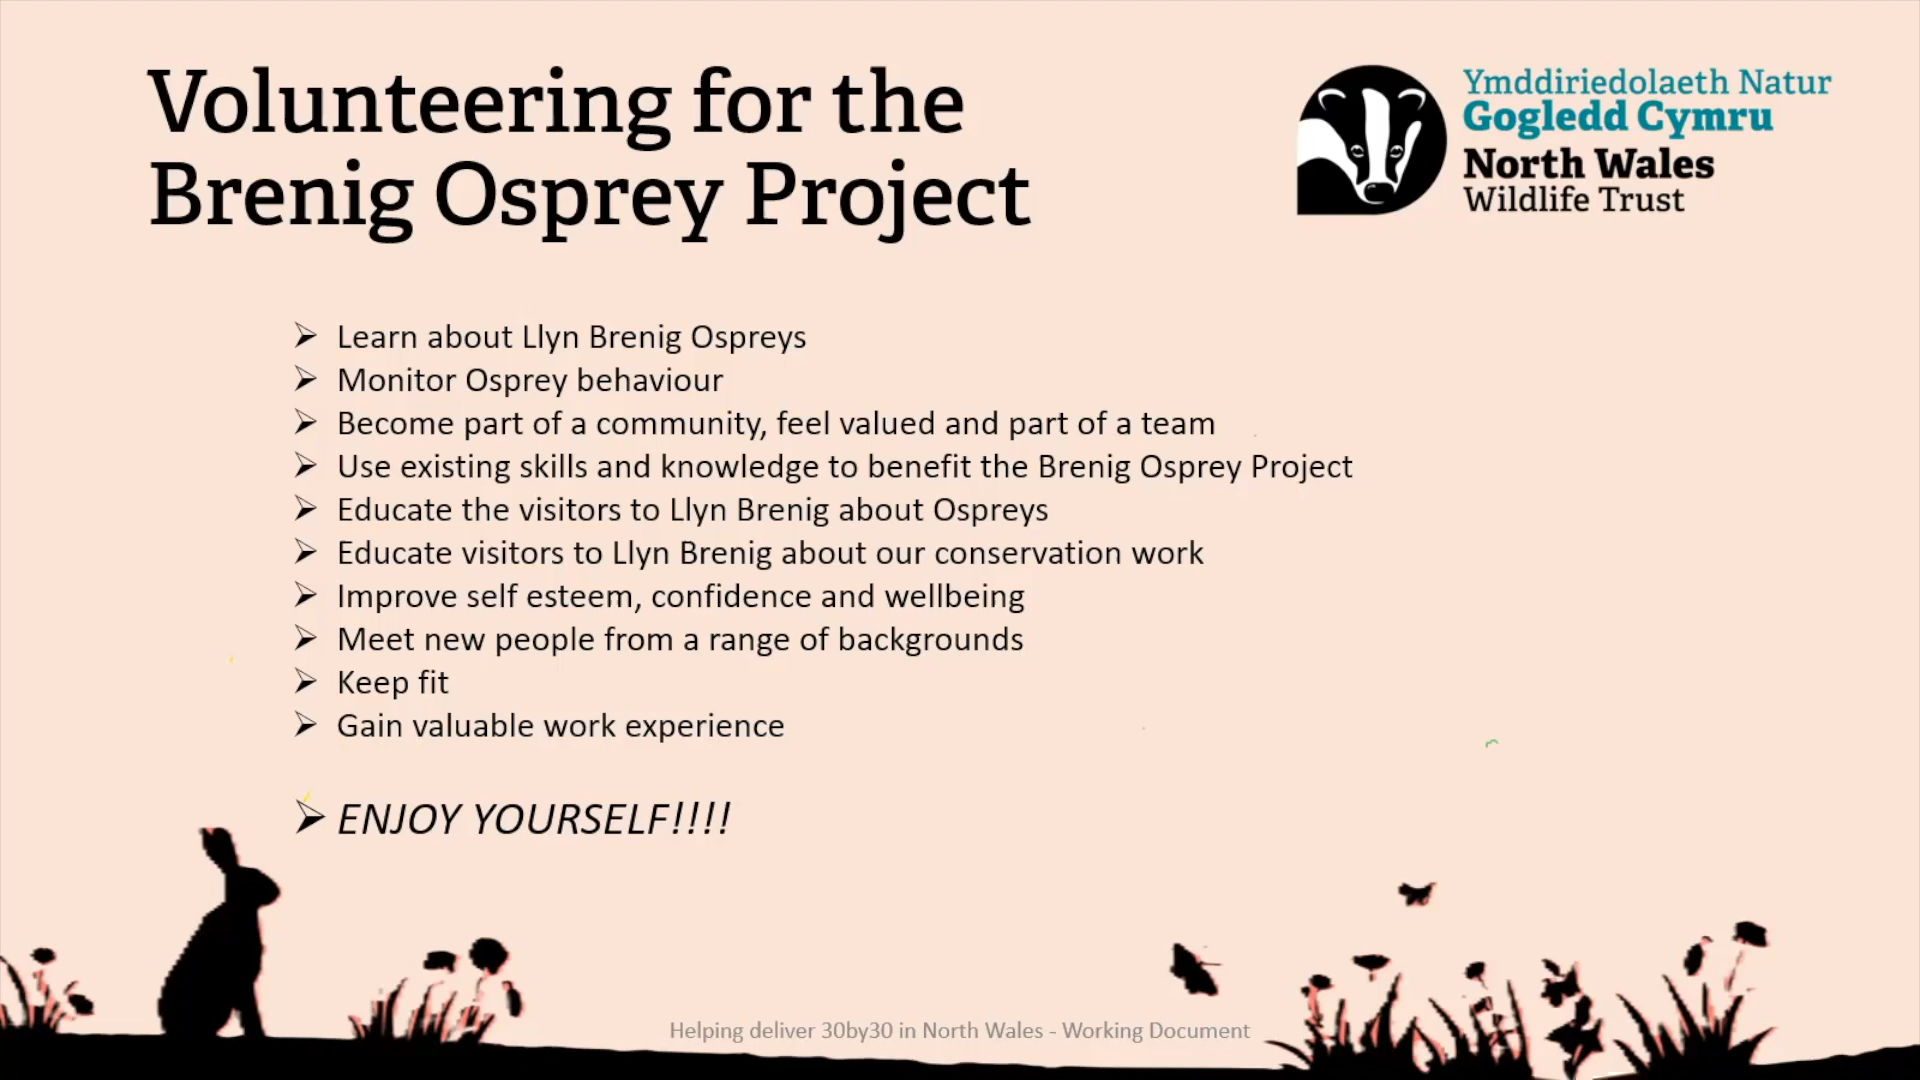 Volunteering for the
Brenig Osprey Project
Ymddiriedolaeth Natur
Gogledd Cymru
North Wales
Wildlife Trust
➢ Learn about Llyn Brenig Ospreys
➢ Monitor Osprey behaviour
➢ Become part of a community, feel valued and part of a team
➢ Use existing skills and knowledge to benefit the Brenig Osprey Project
➢ Educate the visitors to Llyn Brenig about Ospreys
➢ Educate visitors to Llyn Brenig about our conservation work
➢ Improve self esteem, confidence and wellbeing
➢ Meet new people from a range of backgrounds
➢ Keep fit
➢ Gain valuable work experience
➢ ENJOY YOURSELF!!!!
Helping deliver 30by30 in North Wales - Working Document